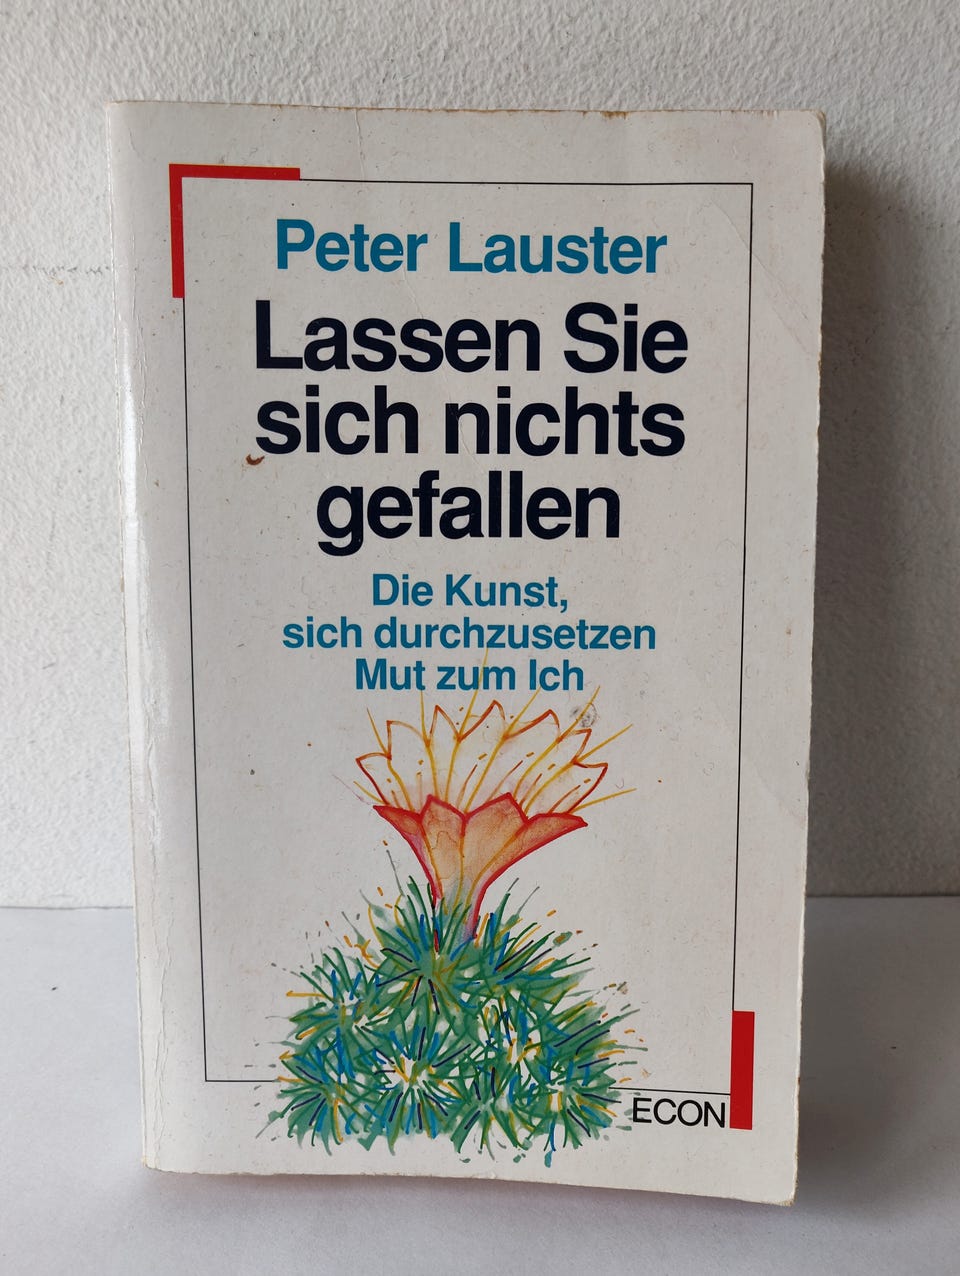 Peter Lauster
Lassen Sie
sich nichts
gefallen
Die Kunst,
sich durchzusetzen
Mut zum Ich
ECON